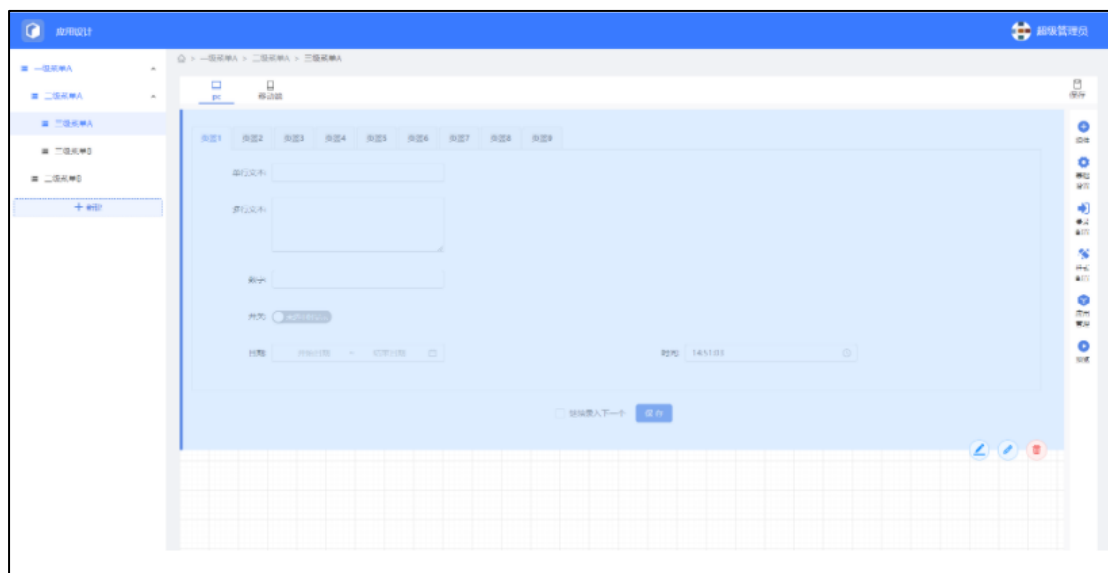 应用设计
超级管理员
一级菜单A > 二级菜单A > 三级菜单A
一级菜单A
二级菜单A
三级菜单A
三级菜单B
二级菜单B
+ 新增
pc
移动端
保存
页签1 页签2 页签3 页签4 页签5 页签6 页签7 页签8 页签9
单行文本:
多行文本:
数字:
开关:
日期: 开始日期 ~ 结束日期
时间: 14:51:03
继续录入下一个 保存
组件
基础